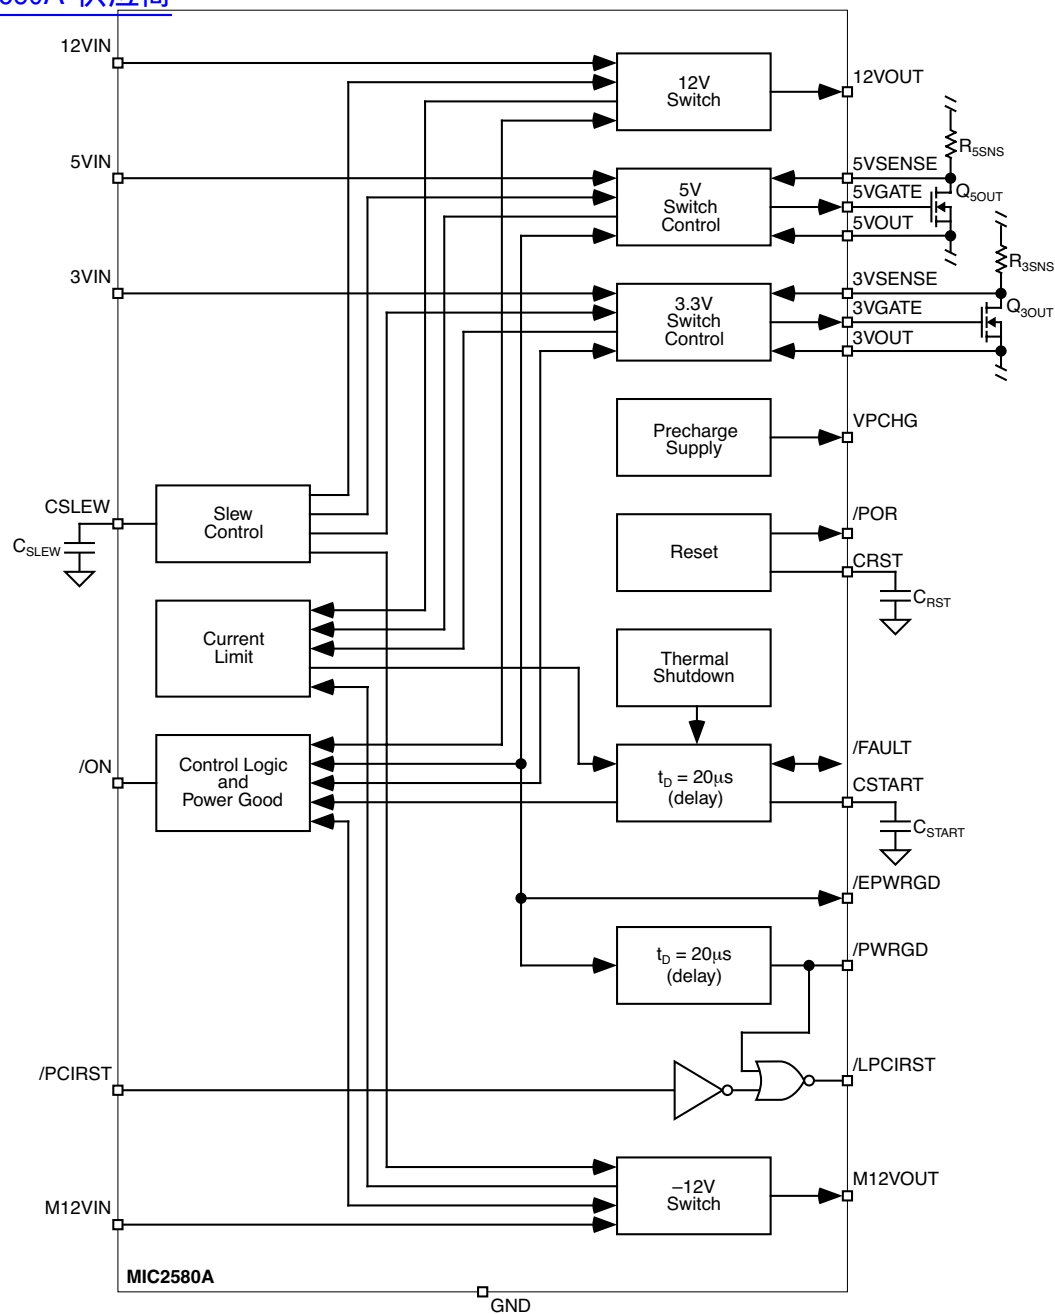 供应商
12VIN
12V
Switch
12VOUT
R5SNS
5VIN
5V
Switch
Control
5VSENSE
5VGATE
5VOUT
Q5OUT
R3SNS
3VIN
3.3V
Switch
Control
3VSENSE
3VGATE
3VOUT
Q3OUT
Precharge
Supply
VPCHG
CSLEW
CSLEW
Slew
Control
Reset
/POR
CRST
CRST
Current
Limit
Thermal
Shutdown
/ON
Control Logic
and
Power Good
tD = 20µs
(delay)
/FAULT
CSTART
CSTART
/EPWRGD
tD = 20µs
(delay)
/PWRGD
/PCIRST
/LPCIRST
M12VIN
–12V
Switch
M12VOUT
MIC2580A
GND